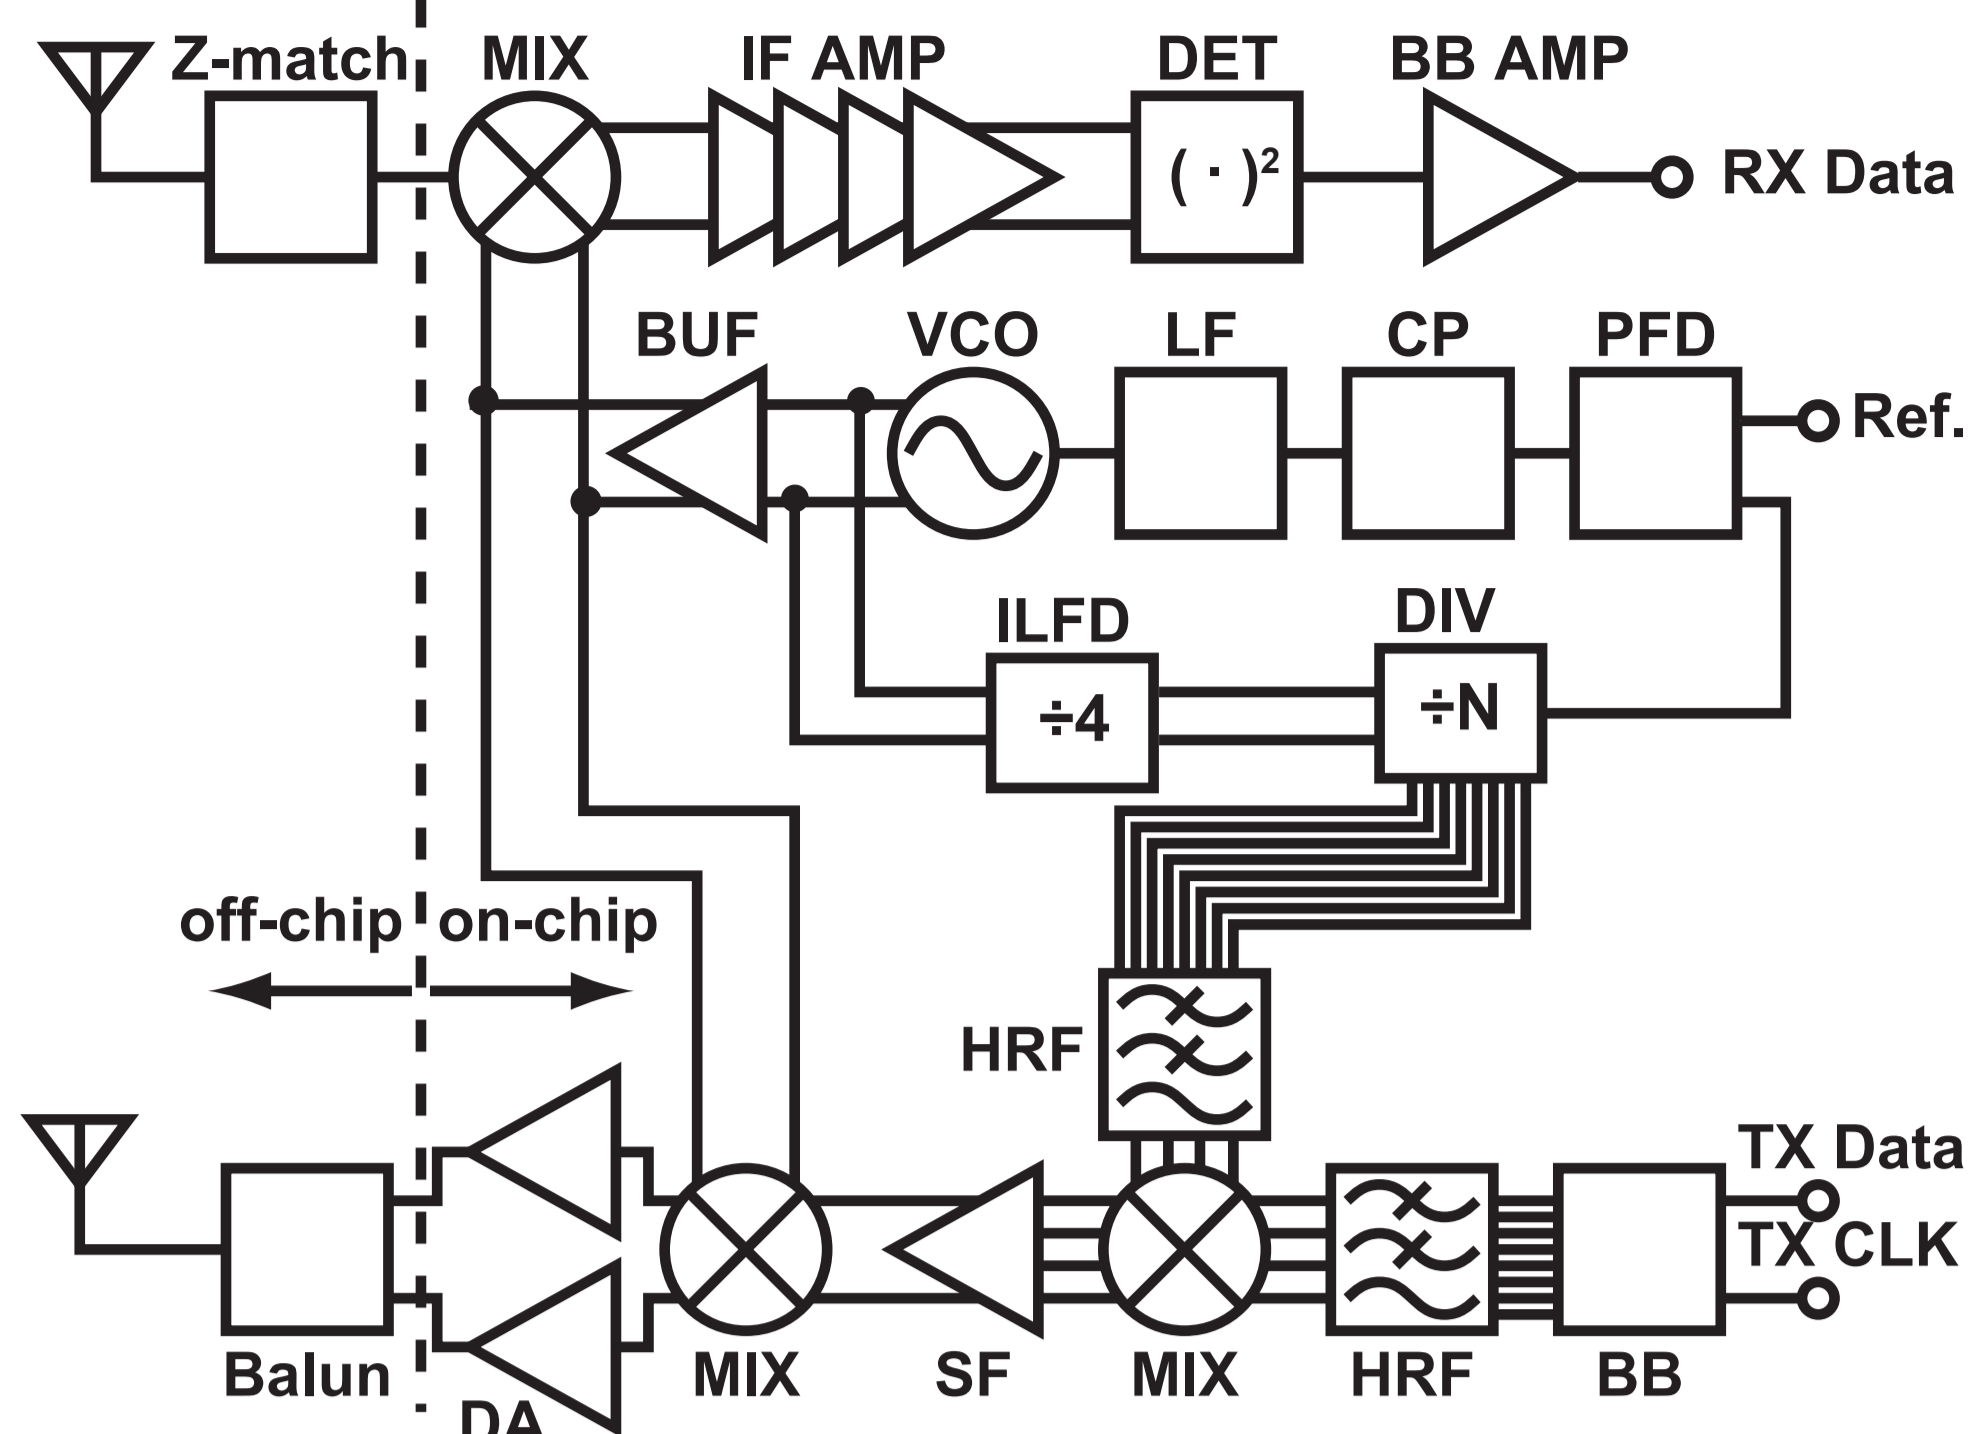 Z-match MIX IF AMP DET BB AMP
( · )²
RX Data
BUF VCO LF CP PFD
Ref.
ILFD DIV
÷4 ÷N
off-chip on-chip
HRF
TX Data
TX CLK
Balun MIX SF MIX HRF BB
DA